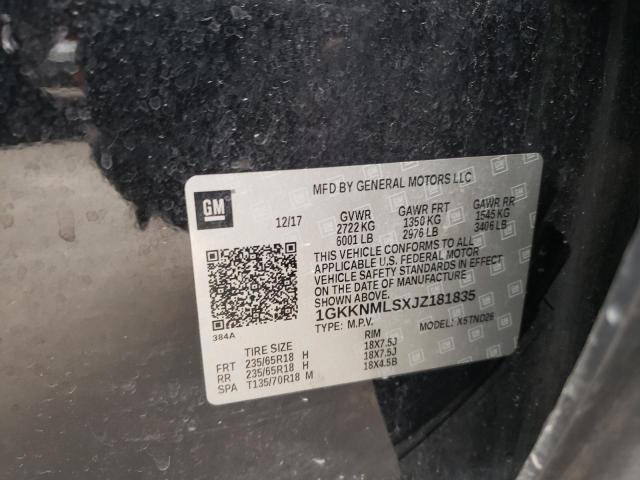 MFD BY GENERAL MOTORS LLC
GM
12/17 GVWR GAWR FRT GAWR RR
2722 KG 1350 KG 1545 KG
6001 LB 2976 LB 3406 LB
THIS VEHICLE CONFORMS TO ALL
APPLICABLE U.S. FEDERAL MOTOR
VEHICLE SAFETY STANDARDS IN EFFECT
ON THE DATE OF MANUFACTURE
SHOWN ABOVE.
1GKKNMLSXJZ181835
TYPE: M.P.V. MODEL: X5TND26
384A
TIRE SIZE RIM
FRT 235/65R18 H 18X7.5J
RR 235/65R18 H 18X7.5J
SPA T135/70R18 M 18X4.5B